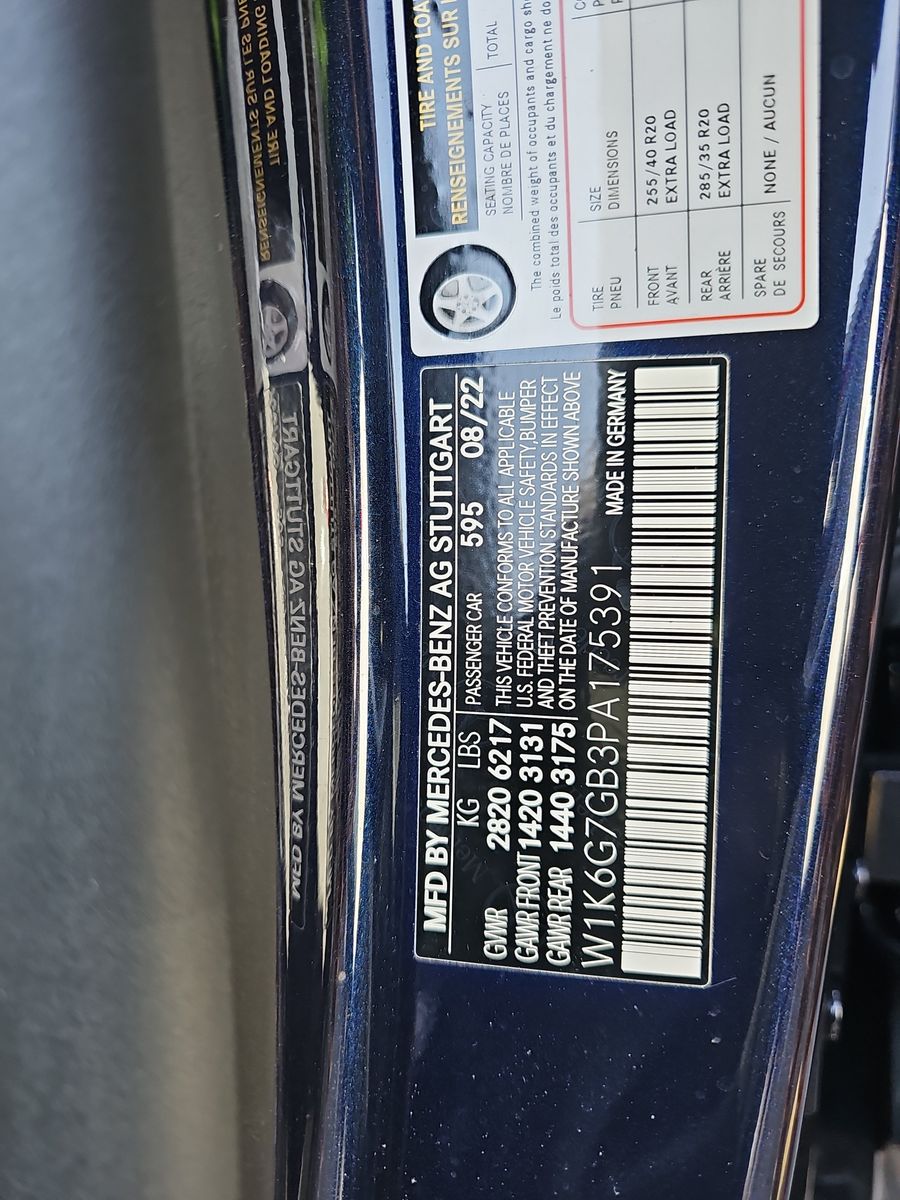 MFD BY MERCEDES-BENZ AG STUTTGART
KG LBS PASSENGER CAR 595 08/22
GVWR 2820 6217 THIS VEHICLE CONFORMS TO ALL APPLICABLE
GAWR FRONT 1420 3131 U.S. FEDERAL MOTOR VEHICLE SAFETY, BUMPER
GAWR REAR 1440 3175 AND THEFT PREVENTION STANDARDS IN EFFECT
ON THE DATE OF MANUFACTURE SHOWN ABOVE
W1K6G7GB3PA175391 MADE IN GERMANY
TIRE AND LOA
RENSEIGNEMENTS SUR
SEATING CAPACITY TOTAL
NOMBRE DE PLACES
The combined weight of occupants and cargo sh
Le poids total des occupants et du chargement ne do
TIRE SIZE
PNEU DIMENSIONS
FRONT 255/40 R20
AVANT EXTRA LOAD
REAR 285/35 R20
ARRIÈRE EXTRA LOAD
SPARE NONE / AUCUN
DE SECOURS